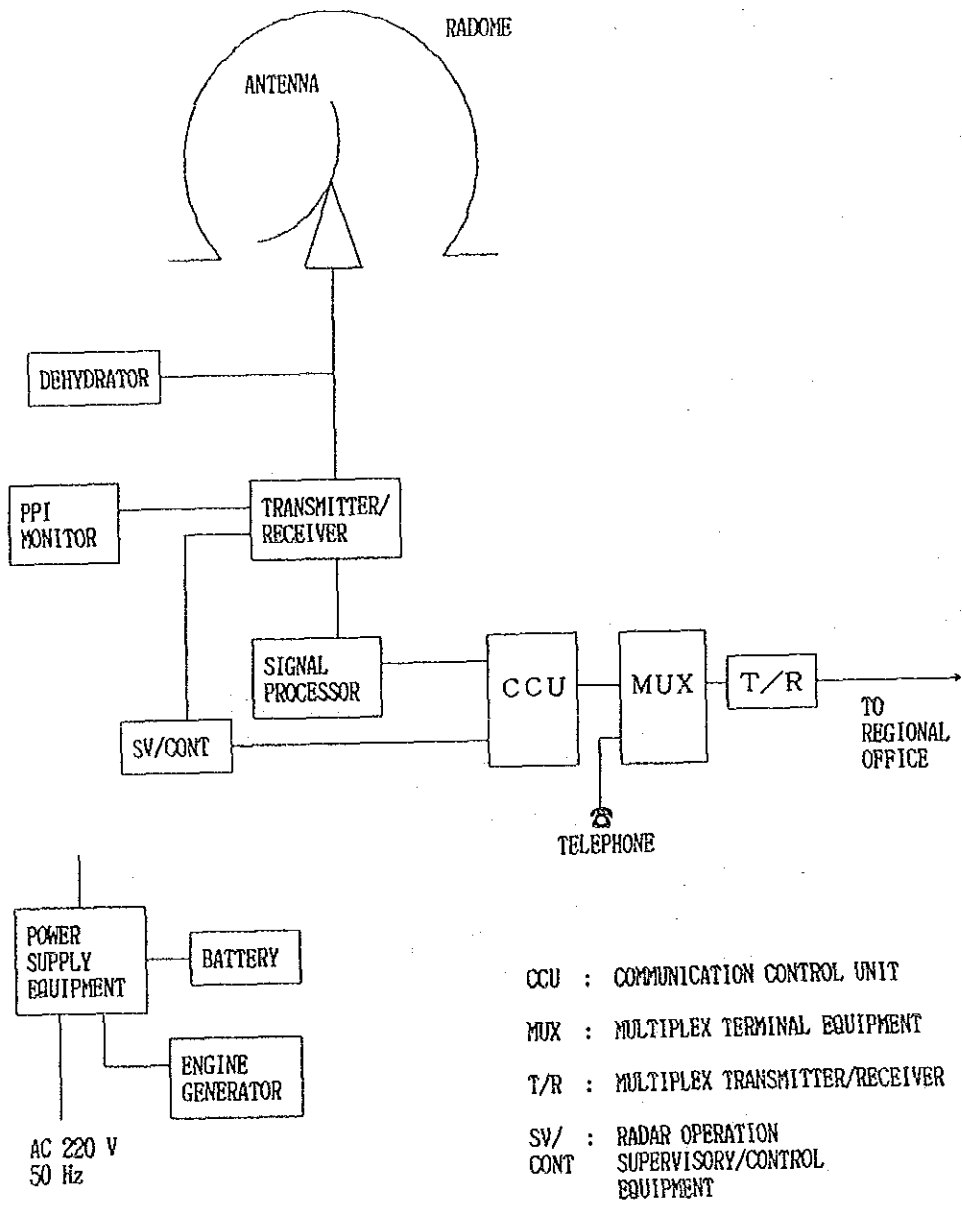 RADOME
ANTENNA
DEHYDRATOR
PPI
MONITOR
TRANSMITTER/
RECEIVER
SIGNAL
PROCESSOR
CCU
MUX
T/R
TO
REGIONAL
OFFICE
SV/CONT
TELEPHONE
POWER
SUPPLY
EQUIPMENT
BATTERY
ENGINE
GENERATOR
AC 220 V
50 Hz
CCU : COMMUNICATION CONTROL UNIT
MUX : MULTIPLEX TERMINAL EQUIPMENT
T/R : MULTIPLEX TRANSMITTER/RECEIVER
SV/ : RADAR OPERATION
CONT SUPERVISORY/CONTROL
EQUIPMENT